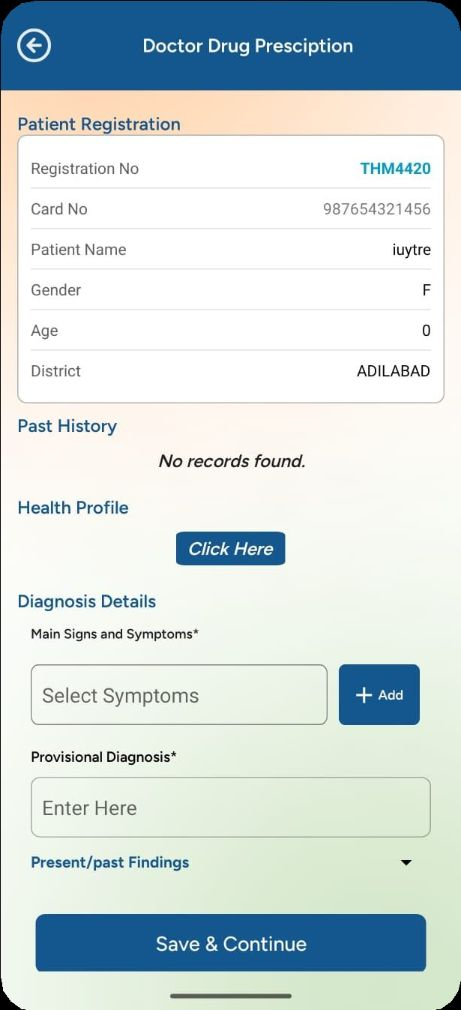 Doctor Drug Presciption
Patient Registration
Registration No THM4420
Card No 987654321456
Patient Name iuytre
Gender F
Age 0
District ADILABAD
Past History
No records found.
Health Profile
Click Here
Diagnosis Details
Main Signs and Symptoms*
Select Symptoms + Add
Provisional Diagnosis*
Enter Here
Present/past Findings
Save & Continue